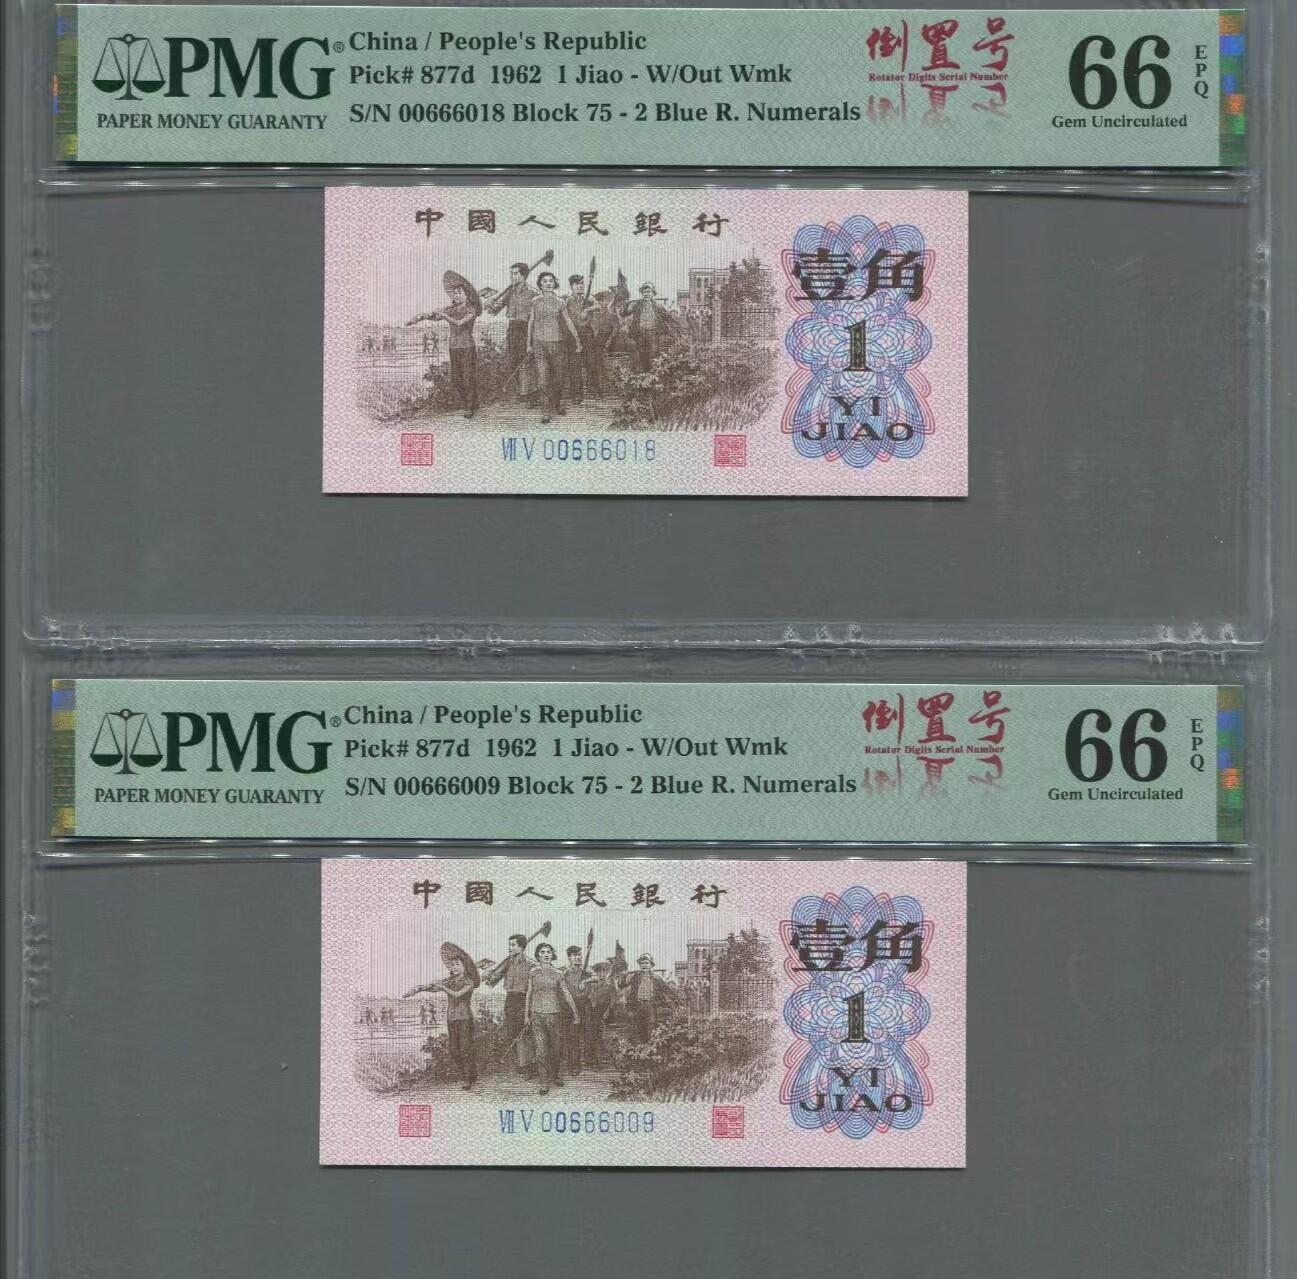 PMG®
PAPER MONEY GUARANTY
China / People's Republic
Pick# 877d 1962 1 Jiao - W/Out Wmk
S/N 00666018 Block 75 - 2 Blue R. Numerals
倒置号
Rotator Digits Serial Number
66
EPQ
Gem Uncirculated
中國人民銀行
壹角
1
YI
JIAO
Ⅶ Ⅴ 00666018
PMG®
PAPER MONEY GUARANTY
China / People's Republic
Pick# 877d 1962 1 Jiao - W/Out Wmk
S/N 00666009 Block 75 - 2 Blue R. Numerals
倒置号
Rotator Digits Serial Number
66
EPQ
Gem Uncirculated
中國人民銀行
壹角
1
YI
JIAO
Ⅶ Ⅴ 00666009